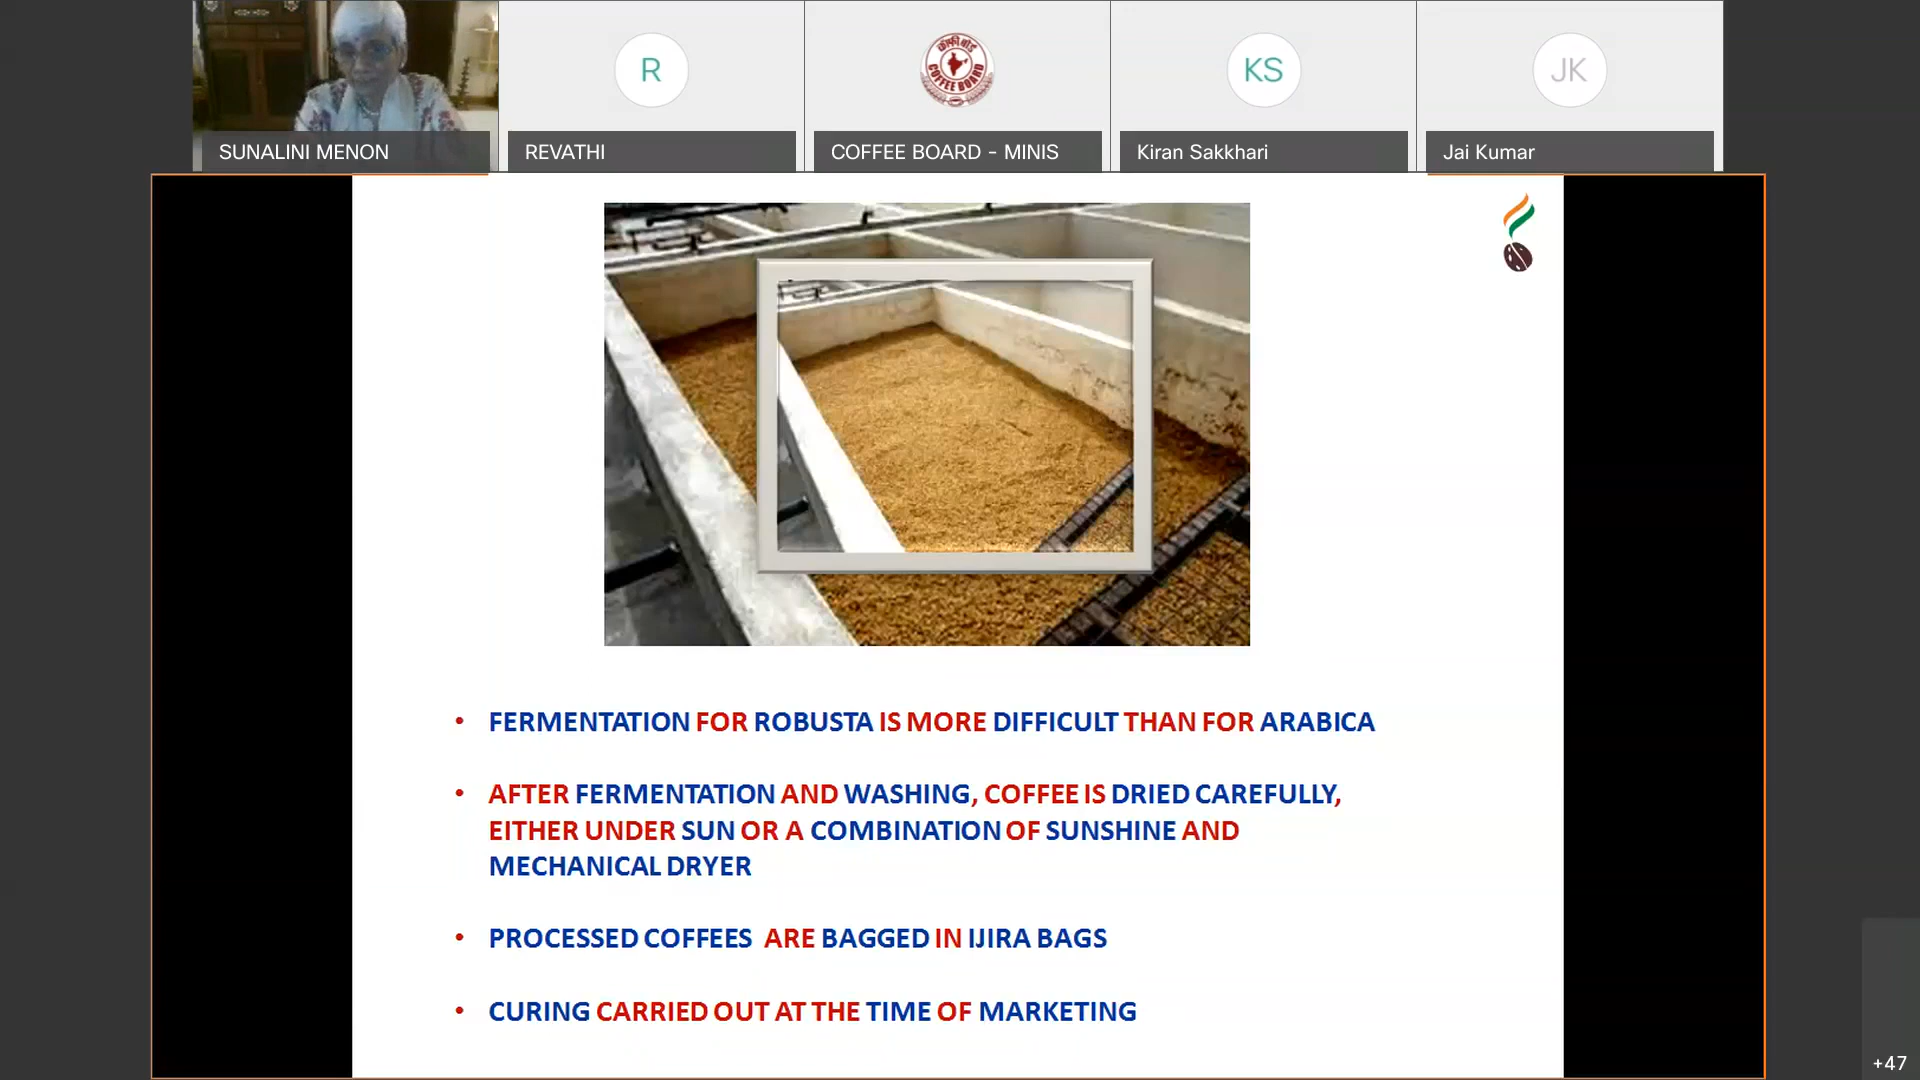 R
कॉफी बोर्ड
COFFEE BOARD
KS
JK
SUNALINI MENON
REVATHI
COFFEE BOARD - MINIS
Kiran Sakkhari
Jai Kumar
• FERMENTATION FOR ROBUSTA IS MORE DIFFICULT THAN FOR ARABICA
• AFTER FERMENTATION AND WASHING, COFFEE IS DRIED CAREFULLY,
EITHER UNDER SUN OR A COMBINATION OF SUNSHINE AND
MECHANICAL DRYER
• PROCESSED COFFEES ARE BAGGED IN IJIRA BAGS
• CURING CARRIED OUT AT THE TIME OF MARKETING
+47